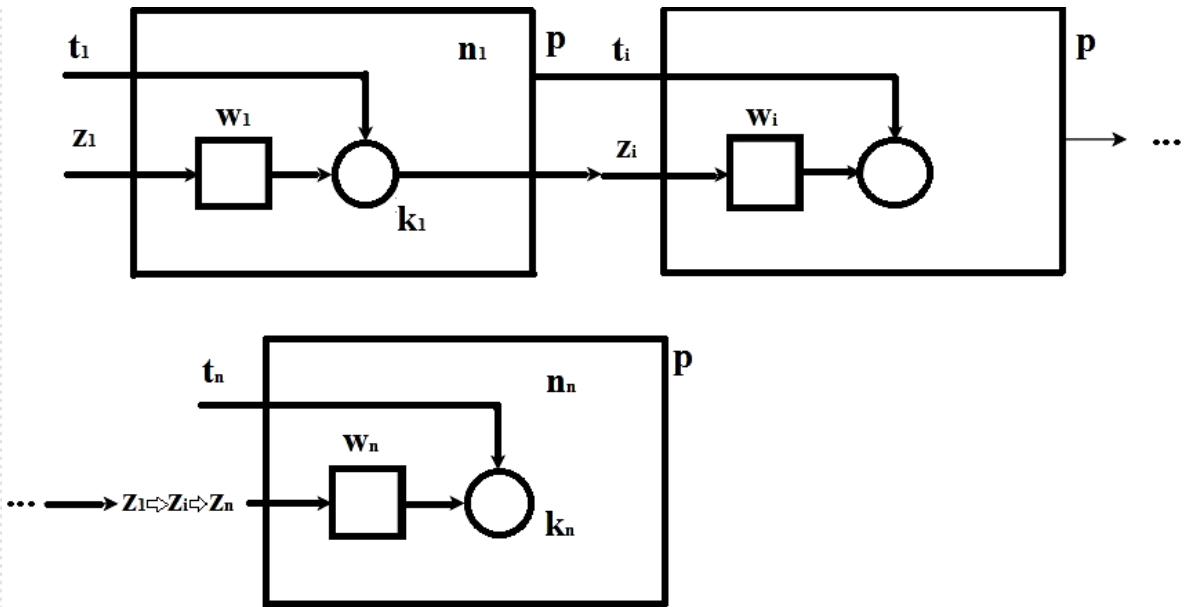 t₁ n₁ p tᵢ p
w₁ wᵢ
z₁ zᵢ ...
k₁
tₙ nₙ p
wₙ
... z₁⇨zᵢ⇨zₙ
kₙ